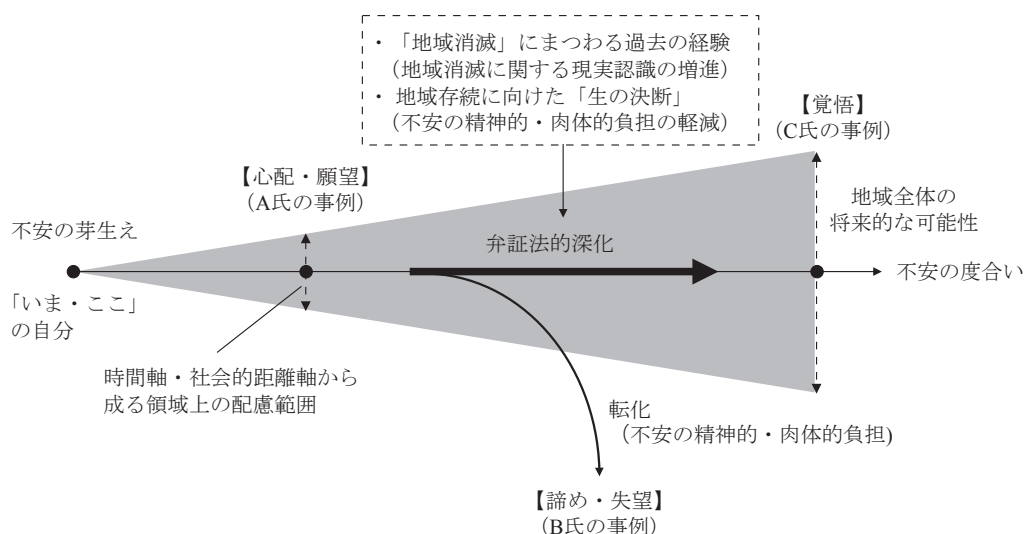 ・「地域消滅」にまつわる過去の経験
（地域消滅に関する現実認識の増進）
・ 地域存続に向けた「生の決断」
（不安の精神的・肉体的負担の軽減）
【覚悟】
（C氏の事例）
【心配・願望】
（A氏の事例）
地域全体の
将来的な可能性
不安の芽生え
弁証法的深化
不安の度合い
「いま・ここ」
の自分
時間軸・社会的距離軸から
成る領域上の配慮範囲
転化
（不安の精神的・肉体的負担)
【諦め・失望】
（B氏の事例）